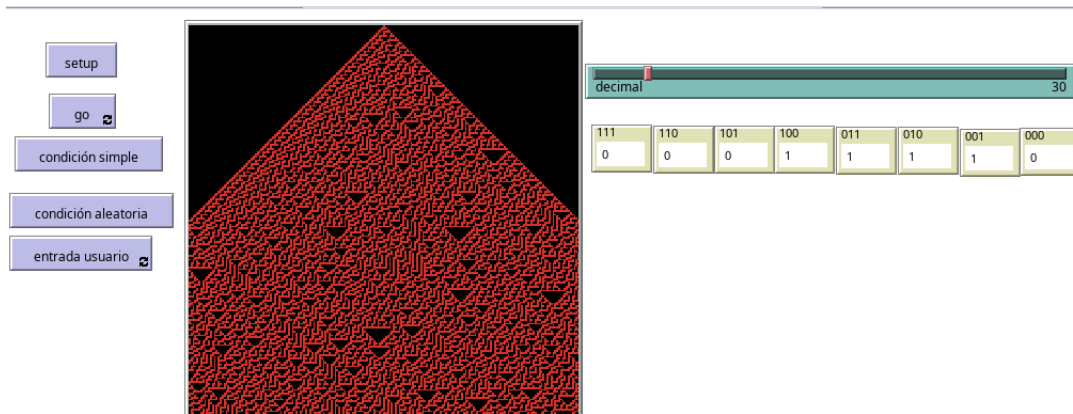 setup
go
condición simple
condición aleatoria
entrada usuario
decimal 30
111 110 101 100 011 010 001 000
0 0 0 1 1 1 1 0